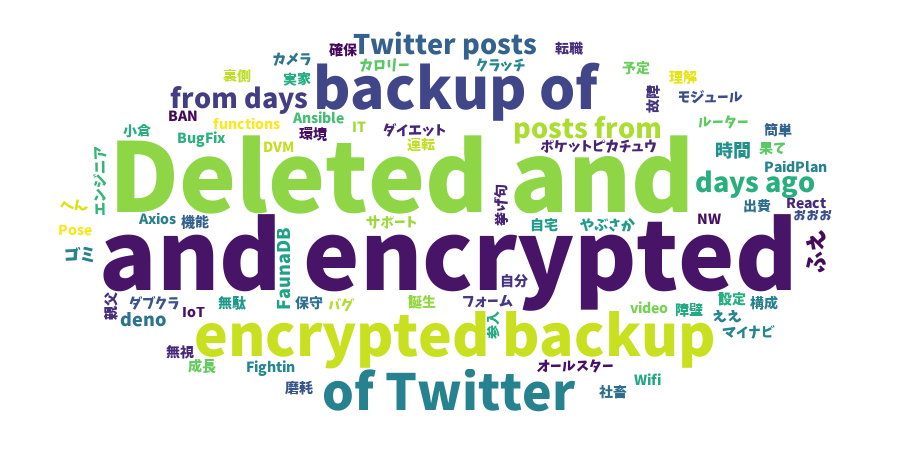 Twitter posts
確保
転職
カメラ
カロリー
クラッチ
予定
裏側
実家
backup of
理解
from days
故障
モジュール
BAN
functions
Ansible
IT
ダイエット
posts from
ルーター
簡単
小倉
BugFix
環境
DVM
運転
ポケットピカチュウ
時間
果て
エンジニア
Deleted and
days ago
PaidPlan
へん
Pose
Axios
機能
サポート
挙げ句
自宅
やぶさか
NW
出費
React
おぉぉ
ゴミ
and encrypted
ふえ
FaunaDB
自分
親父
ダブクラ
IoT
無駄
保守
バグ
誕生
フォーム
video
障壁
設定
構成
deno
encrypted backup
参入
ええ
マイナビ
無視
成長
Fightin
オールスター
磨耗
of Twitter
Wifi
社畜